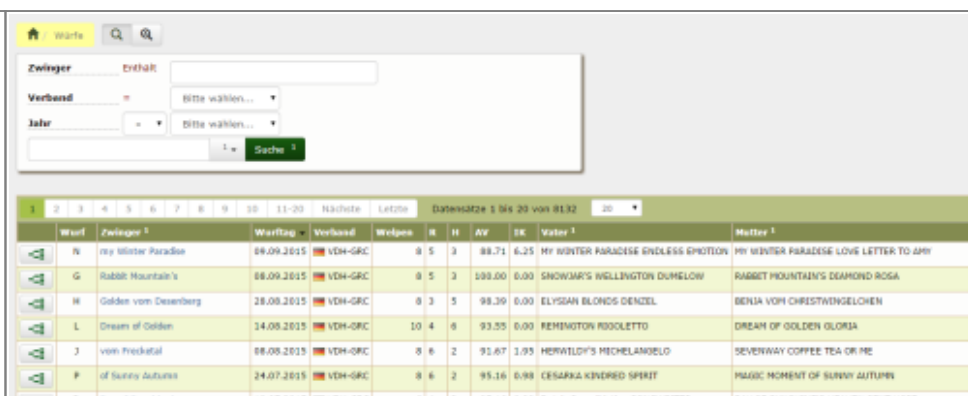 / Würfe
Zwinger Enthält
Verband = Bitte wählen...
Jahr = Bitte wählen...
1 Suche 1
1 2 3 4 5 6 7 8 9 10 11-20 Nächste Letzte Datensätze 1 bis 20 von 8132 20
Wurf Zwinger 1 Wurftag Verband Welpen R H AV IK Vater 1 Mutter 1
N my Winter Paradise 09.09.2015 VDH-GRC 8 5 3 88.71 6.25 MY WINTER PARADISE ENDLESS EMOTION MY WINTER PARADISE LOVE LETTER TO AMY
G Rabbit Mountain's 08.09.2015 VDH-GRC 8 5 3 100.00 0.00 SNOWJAR'S WELLINGTON DUMELOW RABBIT MOUNTAIN'S DIAMOND ROSA
H Golden vom Desenberg 28.08.2015 VDH-GRC 8 3 5 98.39 0.00 ELYSIAN BLONDS DENZEL BENJA VOM CHRISTWINGELCHEN
L Dream of Golden 14.08.2015 VDH-GRC 10 4 6 93.55 0.00 REMINGTON RIGOLETTO DREAM OF GOLDEN GLORIA
J vom Frecketal 08.08.2015 VDH-GRC 8 6 2 91.67 1.95 HERWILDY'S MICHELANGELO SEVENWAY COFFEE TEA OR ME
P of Sunny Autumn 24.07.2015 VDH-GRC 8 6 2 95.16 0.98 CESARKA KINDRED SPIRIT MAGIC MOMENT OF SUNNY AUTUMN